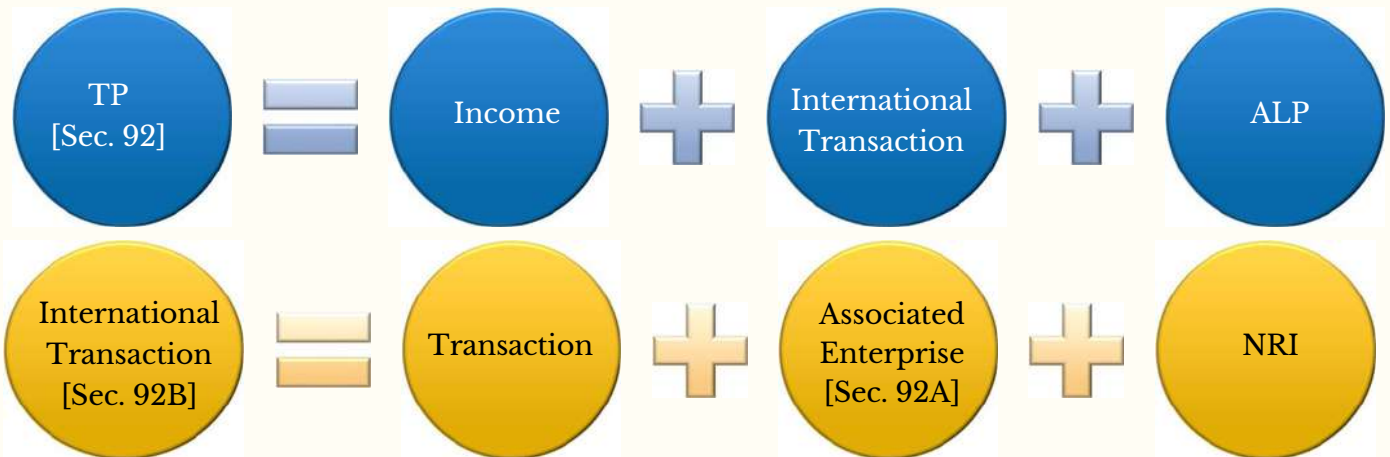 TP
[Sec. 92]
Income
International
Transaction
ALP
International
Transaction
[Sec. 92B]
Transaction
Associated
Enterprise
[Sec. 92A]
NRI